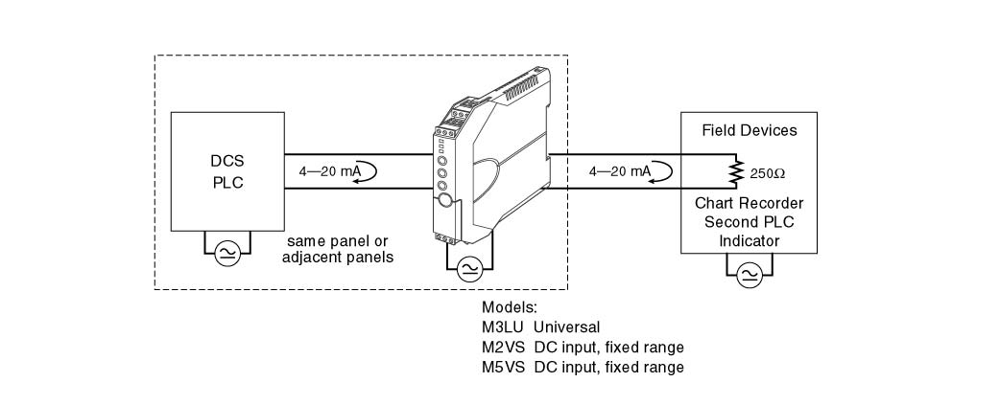 DCS
PLC
4—20 mA
same panel or
adjacent panels
4—20 mA
Field Devices
250Ω
Chart Recorder
Second PLC
Indicator
Models:
M3LU Universal
M2VS DC input, fixed range
M5VS DC input, fixed range